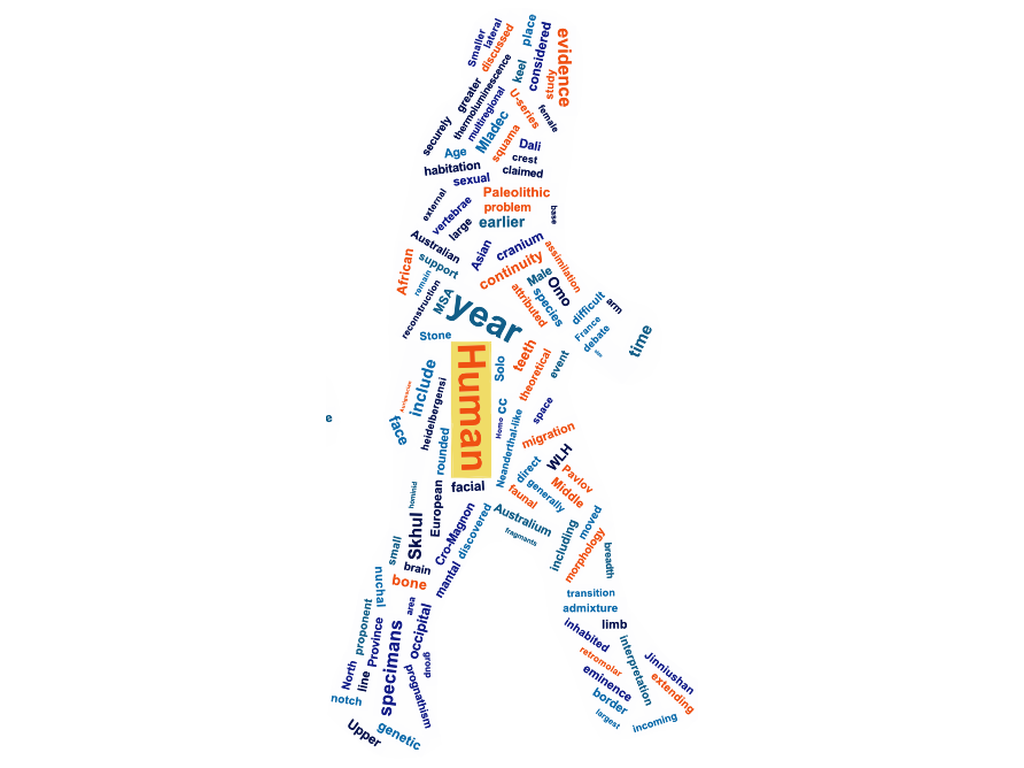 Smaller
lateral
discussed
place
considered
evidence
study
keel
greater
thermoluminescence
multiregional
U-series
female
securely
Mladec
squama
Age
Dali
crest
habitation
claimed
sexual
Paleolithic
problem
external
vertebrae
large
earlier
base
Australian
Asian
cranium
continuity
assimilation
African
support
remain
MSA
Male
Omo
species
attributed
reconstruction
year
difficult
arm
France
debate
time
Stone
Human
Solo
teeth
theoretical
event
include
heidelbergensi
face
rounded
e
Homo
cc
space
Neanderthal-like
migration
WLH
direct
Pavlov
Middle
generally
faunal
facial
hominid
European
Skhul
Cro-Magnon
discovered
Australium
fragmants
including
moved
morphology
breadth
small
brain
bone
mantal
nuchal
area
transition
admixture
limb
proponent
Province
Occipital
inhabited
interpretation
Jinniushan
retromolar
extending
North
line
specimans
group
prognathism
eminence
border
notch
largest
incoming
Upper
genetic